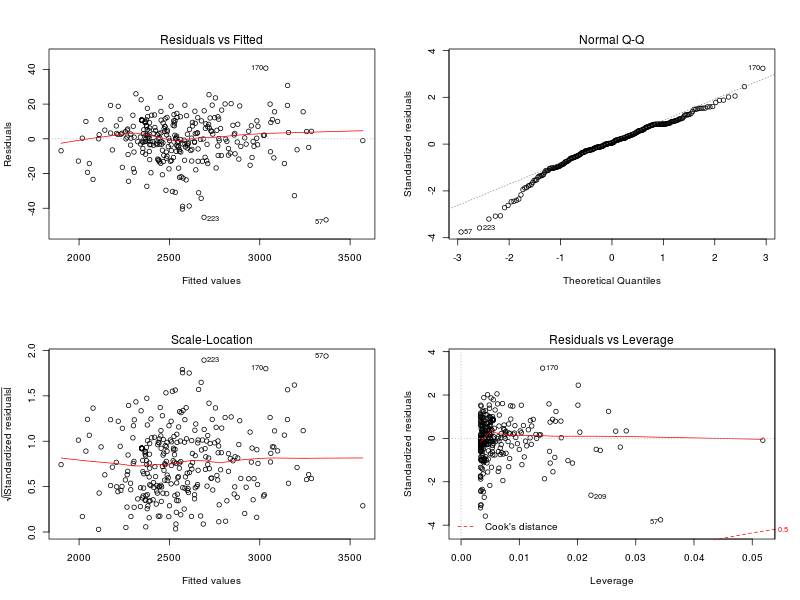 Residuals vs Fitted
Residuals
40
20
0
-20
-40
170
223
57
2000 2500 3000 3500
Fitted values
Normal Q-Q
Standardized residuals
4
2
0
-2
-4
170
57
223
-3 -2 -1 0 1 2 3
Theoretical Quantiles
Scale-Location
√|Standardized residuals|
2.0
1.5
1.0
0.5
0.0
223
170
57
2000 2500 3000 3500
Fitted values
Residuals vs Leverage
Standardized residuals
4
2
0
-2
-4
170
209
57
Cook's distance
0.5
0.00 0.01 0.02 0.03 0.04 0.05
Leverage